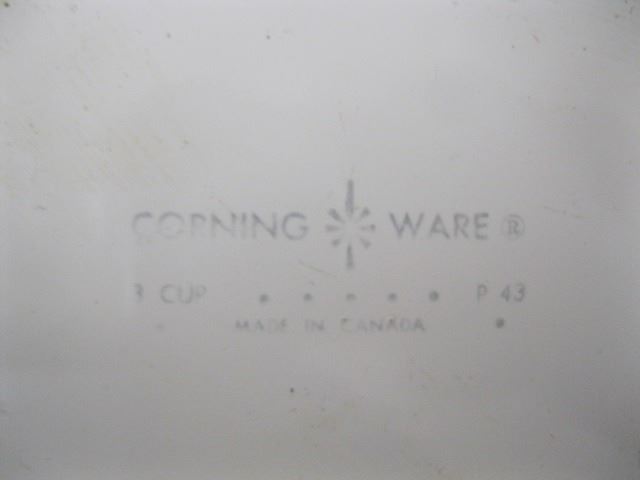 CORNING WARE ®
3 CUP P 43
MADE IN CANADA